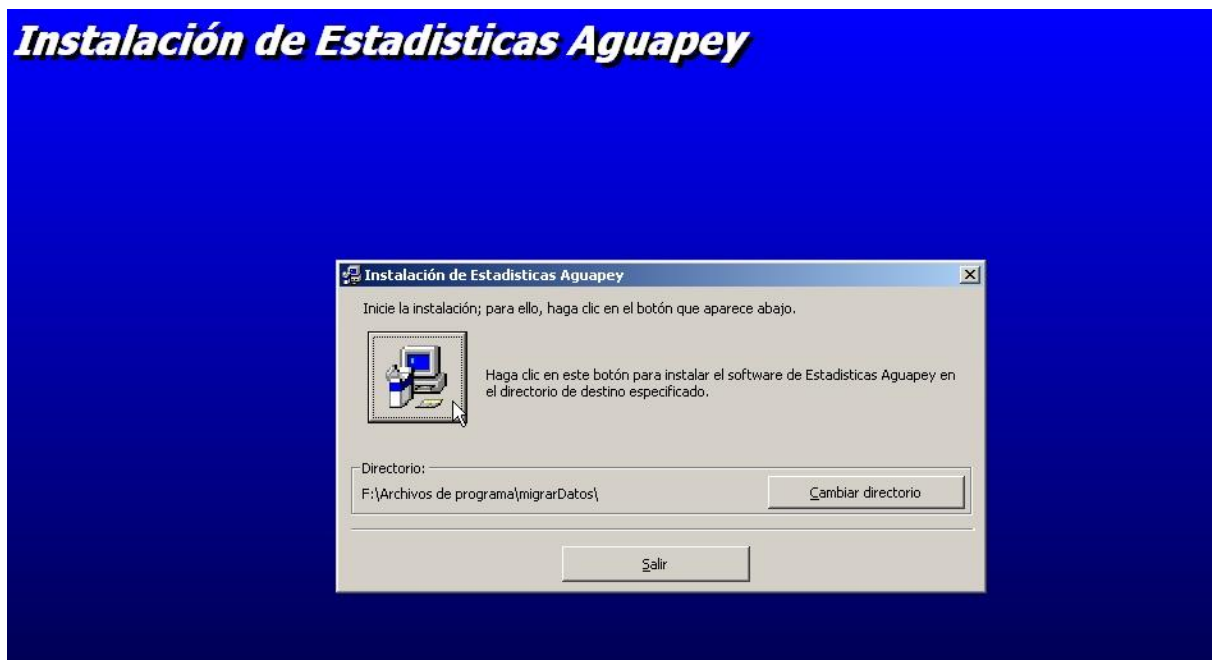 Instalación de Estadisticas Aguapey
Instalación de Estadisticas Aguapey
Inicie la instalación; para ello, haga clic en el botón que aparece abajo.
Haga clic en este botón para instalar el software de Estadisticas Aguapey en
el directorio de destino especificado.
Directorio:
F:\Archivos de programa\migrarDatos\
Cambiar directorio
Salir